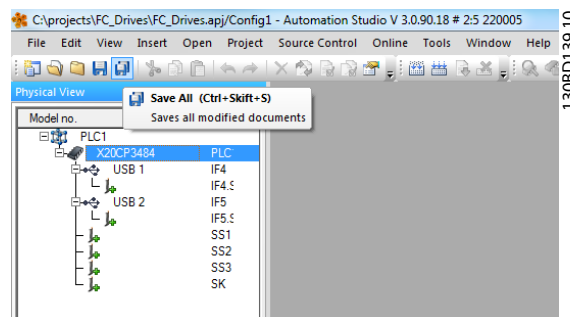 C:\projects\FC_Drives\FC_Drives.apj/Config1 - Automation Studio V 3.0.90.18 # 2:5 220005
File Edit View Insert Open Project Source Control Online Tools Window Help
Physical View
Save All (Ctrl+Skift+S)
Saves all modified documents
Model no.
PLC1
X20CP3484 PLC
USB 1 IF4
IF4.S
USB 2 IF5
IF5.S
SS1
SS2
SS3
SK
130BD139.10